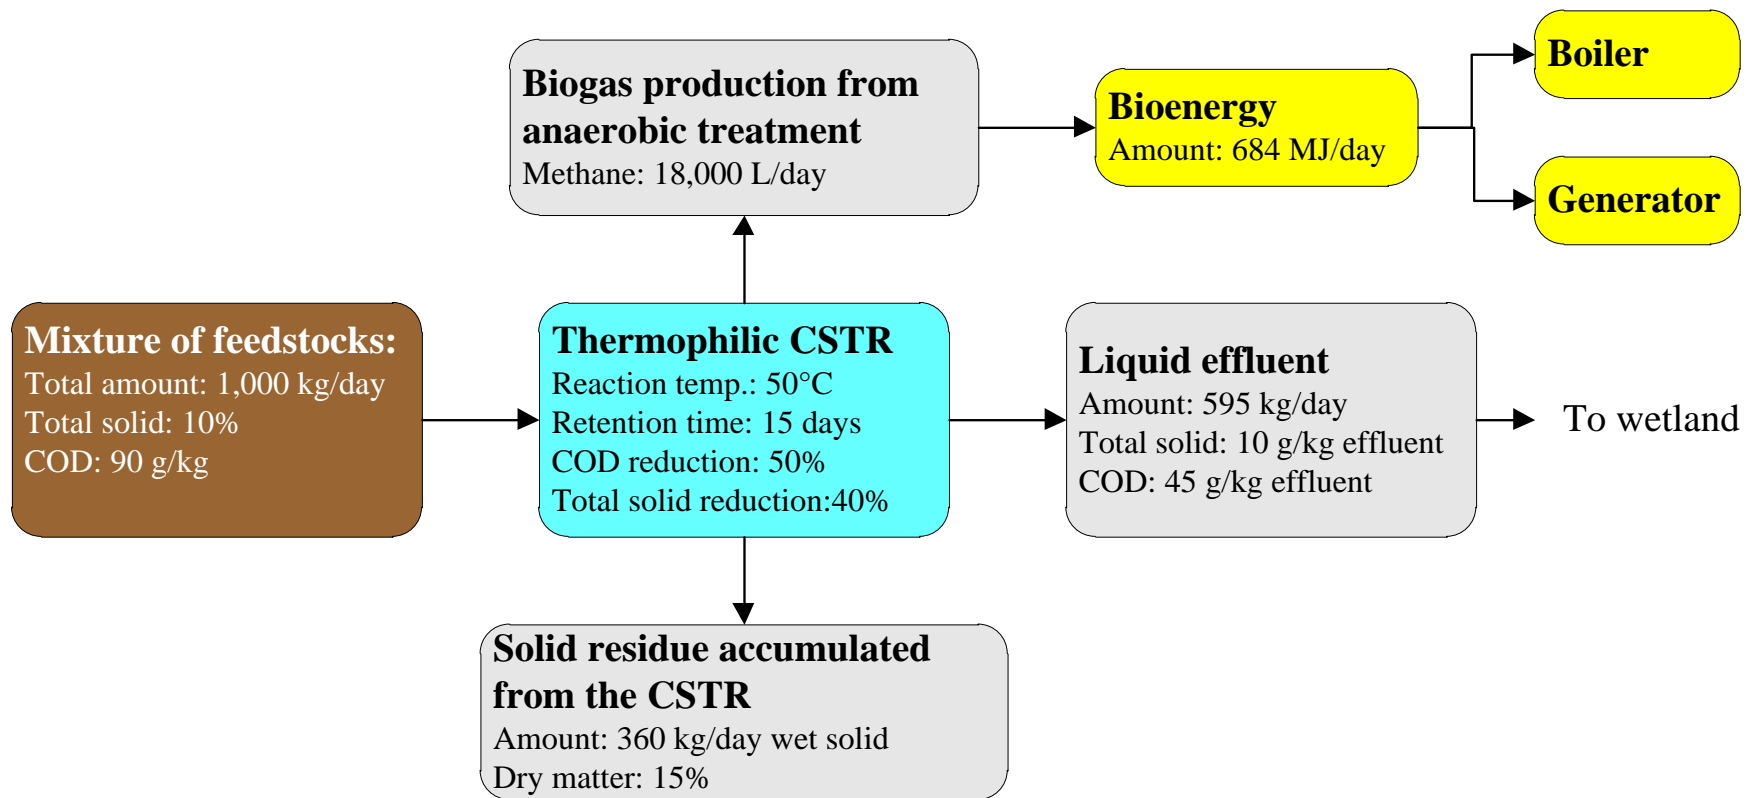 Biogas production from
anaerobic treatment
Methane: 18,000 L/day
Bioenergy
Amount: 684 MJ/day
Boiler
Generator
Mixture of feedstocks:
Total amount: 1,000 kg/day
Total solid: 10%
COD: 90 g/kg
Thermophilic CSTR
Reaction temp.: 50°C
Retention time: 15 days
COD reduction: 50%
Total solid reduction:40%
Liquid effluent
Amount: 595 kg/day
Total solid: 10 g/kg effluent
COD: 45 g/kg effluent
To wetland
Solid residue accumulated
from the CSTR
Amount: 360 kg/day wet solid
Dry matter: 15%